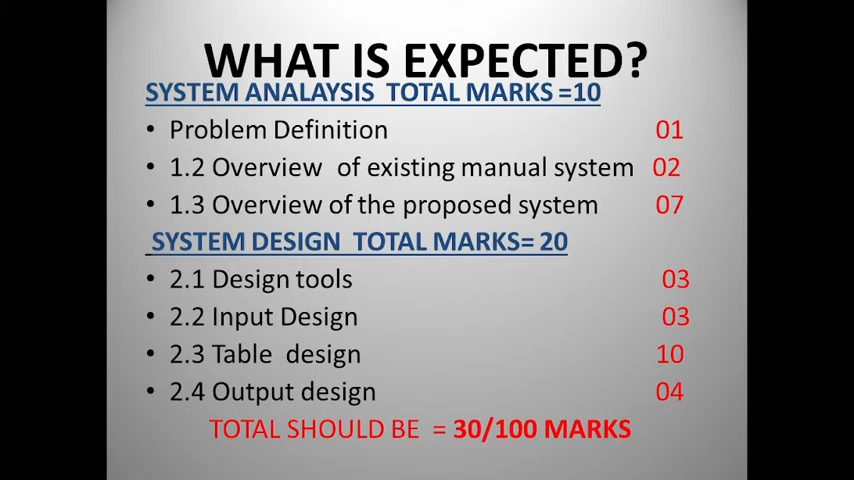 WHAT IS EXPECTED?
SYSTEM ANALAYSIS TOTAL MARKS =10
• Problem Definition 01
• 1.2 Overview of existing manual system 02
• 1.3 Overview of the proposed system 07
SYSTEM DESIGN TOTAL MARKS= 20
• 2.1 Design tools 03
• 2.2 Input Design 03
• 2.3 Table design 10
• 2.4 Output design 04
TOTAL SHOULD BE = 30/100 MARKS